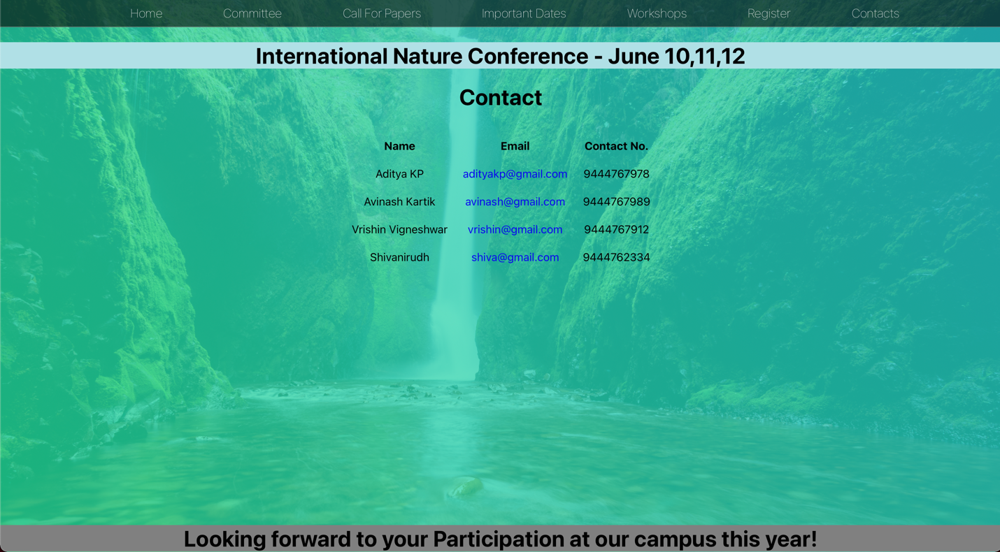 Home Committee Call For Papers Important Dates Workshops Register Contacts
International Nature Conference - June 10,11,12
Contact
Name Email Contact No.
Aditya KP adityakp@gmail.com 9444767978
Avinash Kartik avinash@gmail.com 9444767989
Vrishin Vigneshwar vrishin@gmail.com 9444767912
Shivanirudh shiva@gmail.com 9444762334
Looking forward to your Participation at our campus this year!